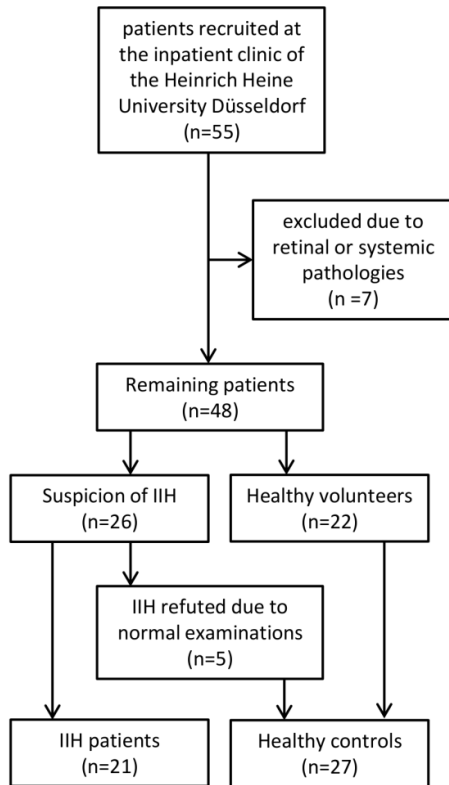 patients recruited at
the inpatient clinic of
the Heinrich Heine
University Düsseldorf
(n=55)
excluded due to
retinal or systemic
pathologies
(n =7)
Remaining patients
(n=48)
Suspicion of IIH
(n=26)
Healthy volunteers
(n=22)
IIH refuted due to
normal examinations
(n=5)
IIH patients
(n=21)
Healthy controls
(n=27)